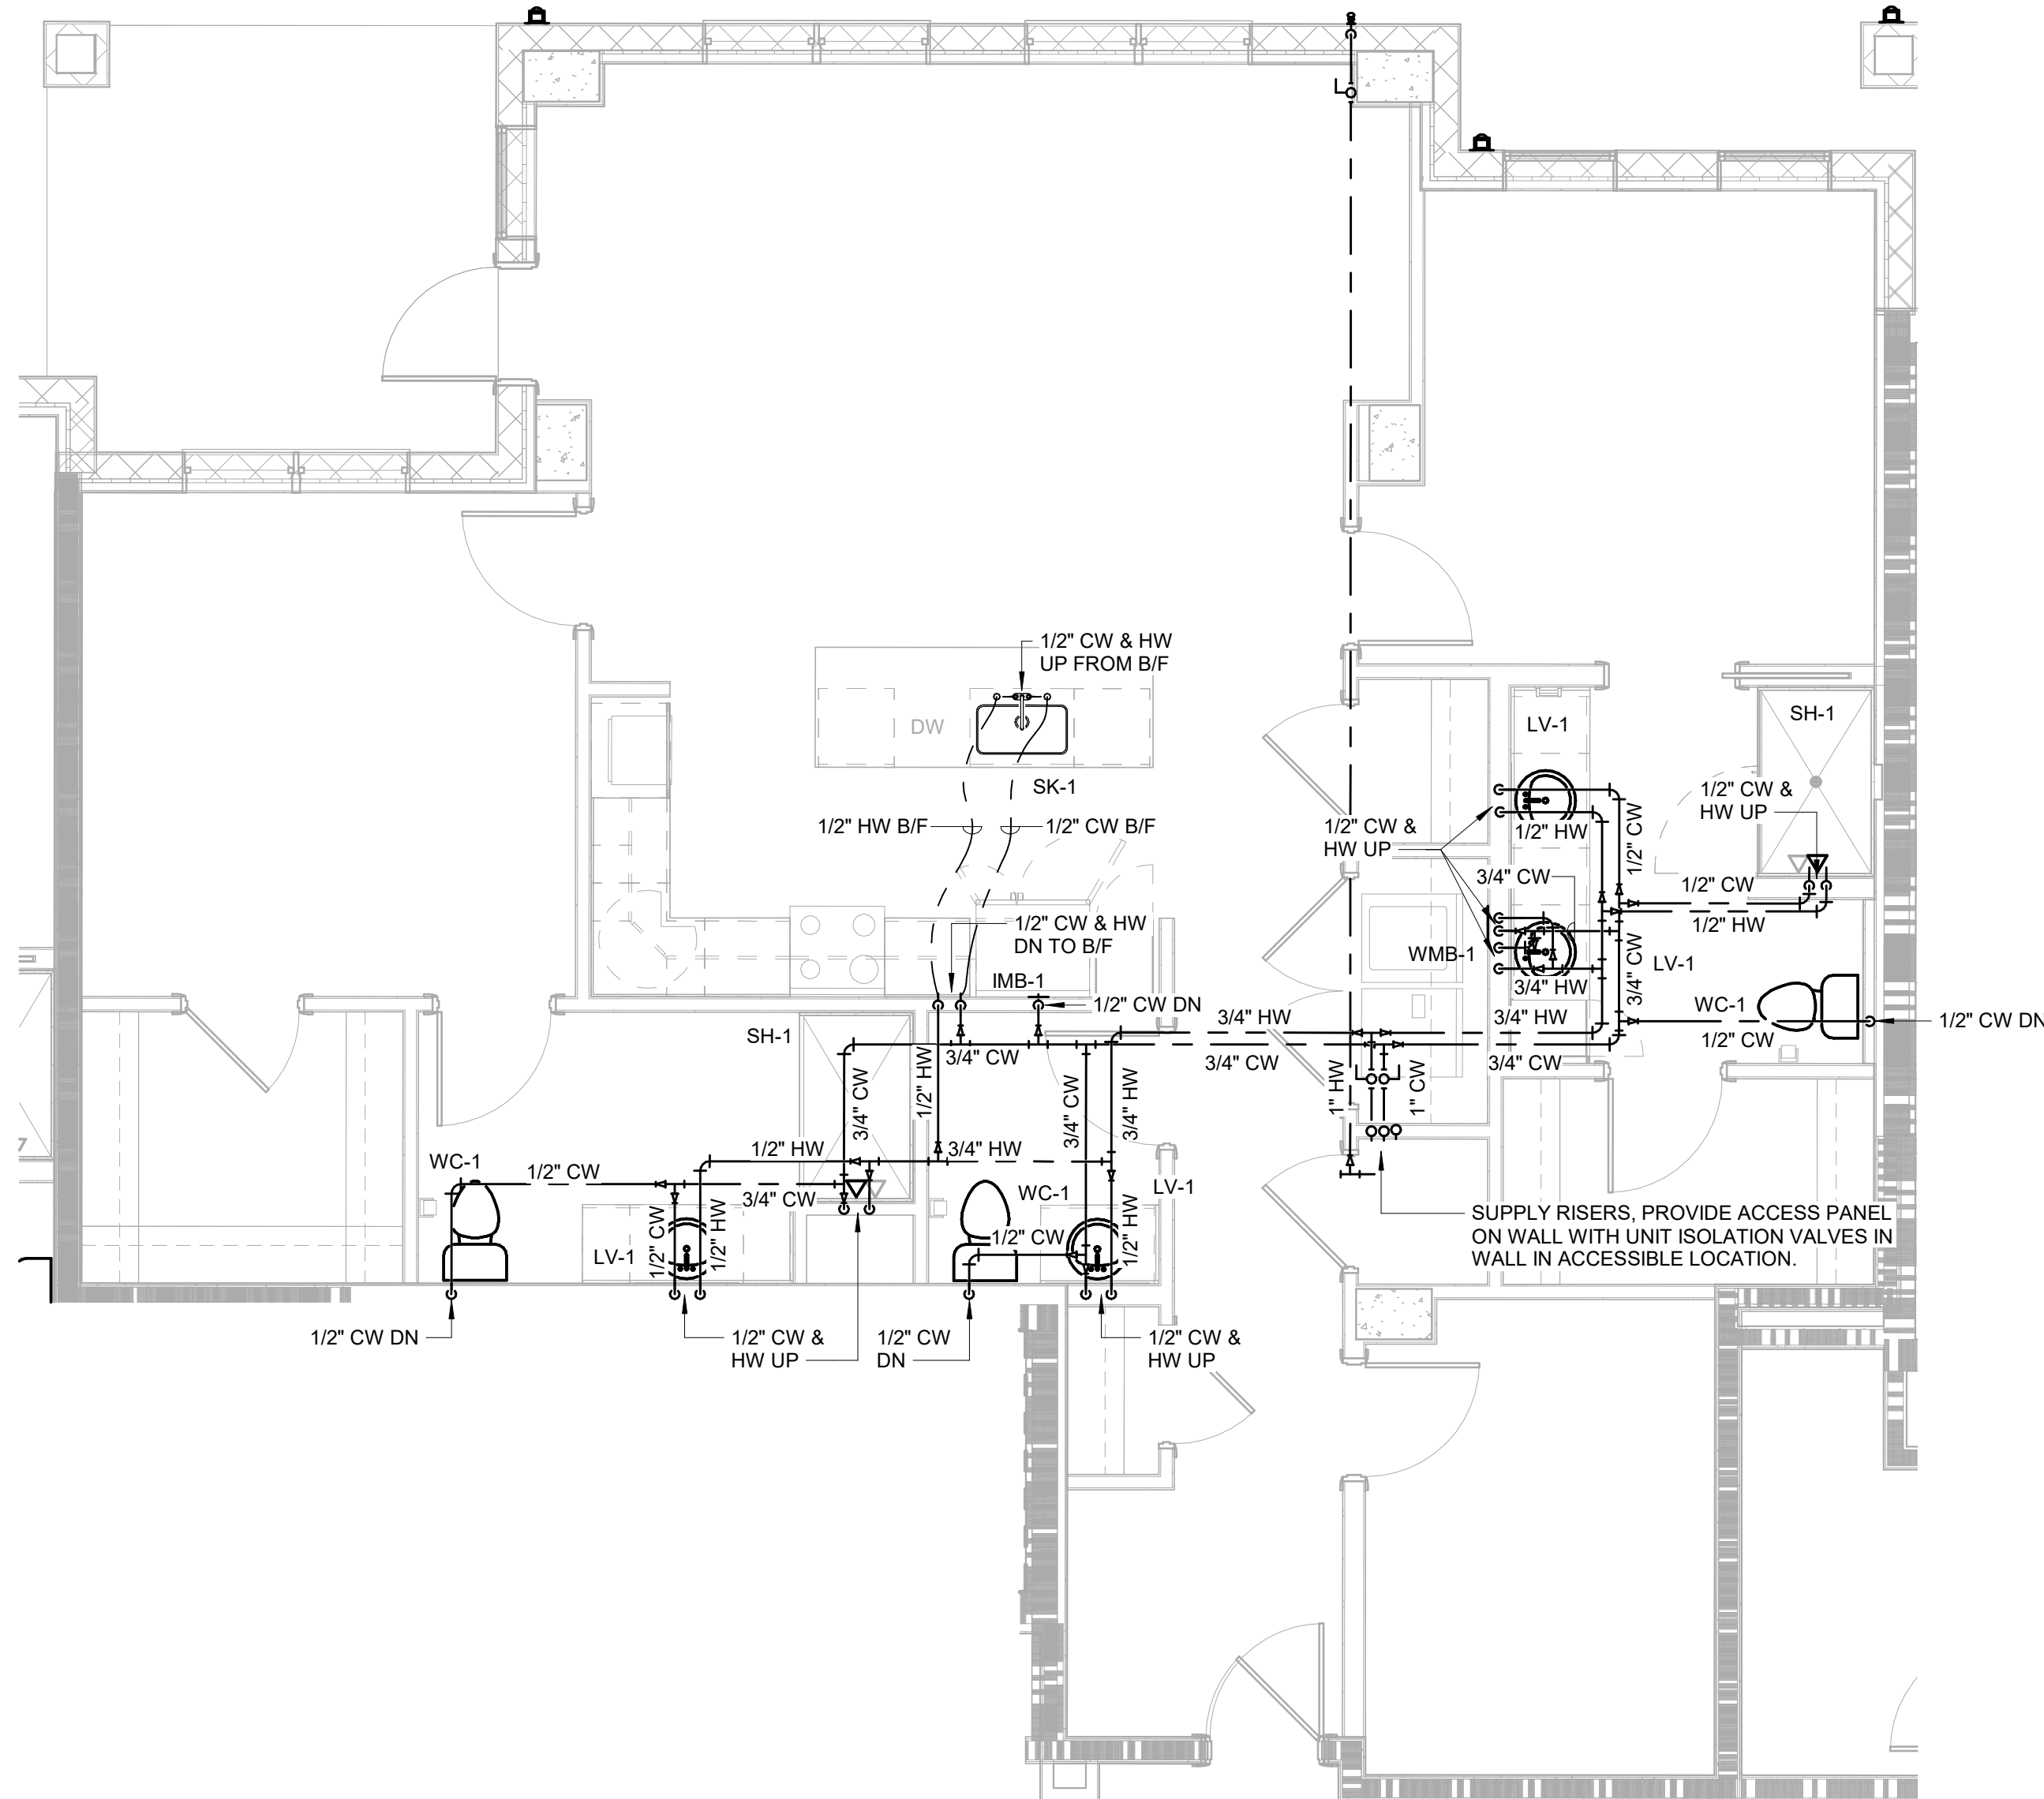 1/2" CW & HW
UP FROM B/F
DW
SK-1
1/2" HW B/F
1/2" CW B/F
LV-1
SH-1
1/2" CW &
HW UP
1/2" CW &
HW UP
1/2" HW
1/2" CW
3/4" CW
1/2" CW
1/2" HW
1/2" CW & HW
DN TO B/F
WMB-1
LV-1
3/4" CW
3/4" HW
IMB-1
1/2" CW DN
WC-1
1/2" CW
1/2" CW DN
3/4" HW
3/4" HW
3/4" CW
3/4" CW
SH-1
3/4" CW
1/2" HW
3/4" CW
3/4" CW
3/4" HW
1" HW
1" CW
WC-1
1/2" CW
1/2" HW
3/4" HW
3/4" CW
WC-1
LV-1
1/2" CW
1/2" HW
1/2" CW
1/2" HW
LV-1
SUPPLY RISERS, PROVIDE ACCESS PANEL
ON WALL WITH UNIT ISOLATION VALVES IN
WALL IN ACCESSIBLE LOCATION.
1/2" CW DN
1/2" CW &
HW UP
1/2" CW
DN
1/2" CW &
HW UP